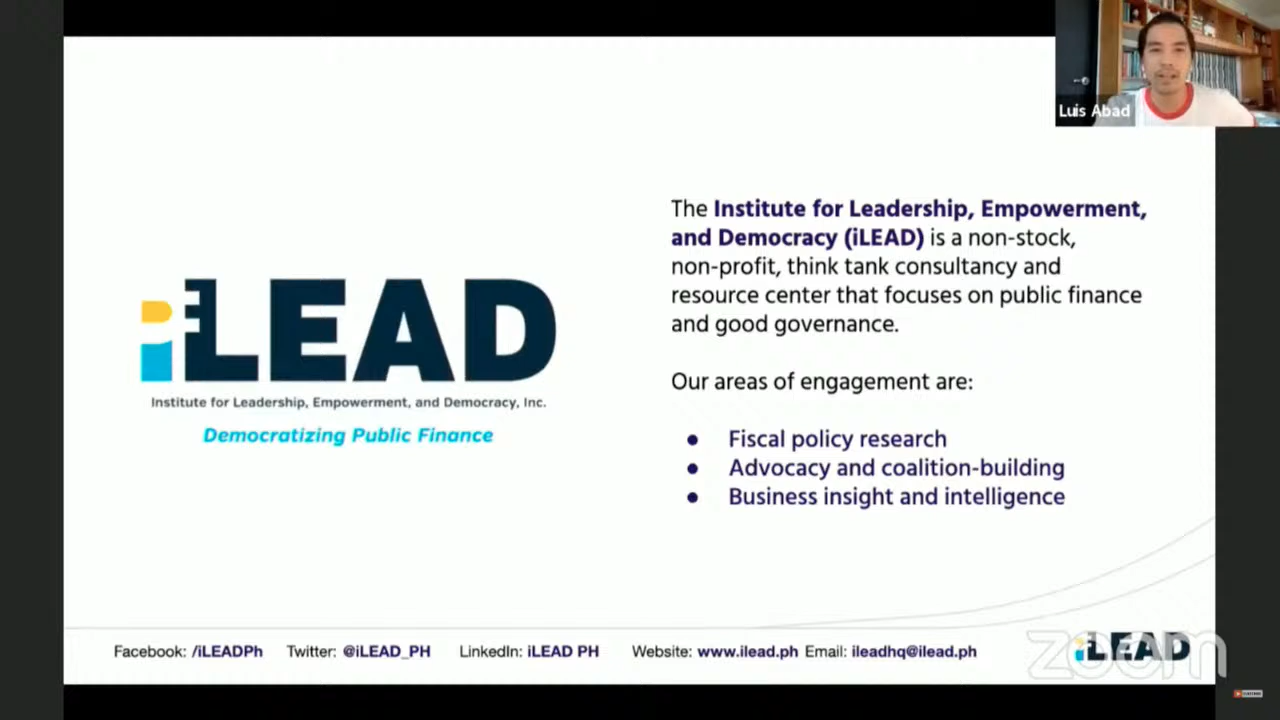 Luis Abad
The Institute for Leadership, Empowerment,
and Democracy (iLEAD) is a non-stock,
non-profit, think tank consultancy and
resource center that focuses on public finance
and good governance.
Our areas of engagement are:
● Fiscal policy research
● Advocacy and coalition-building
● Business insight and intelligence
iLEAD
Institute for Leadership, Empowerment, and Democracy, Inc.
Democratizing Public Finance
Facebook: /iLEADPh Twitter: @iLEAD_PH LinkedIn: iLEAD PH Website: www.ilead.ph Email: ileadhq@ilead.ph
zoom
iLEAD